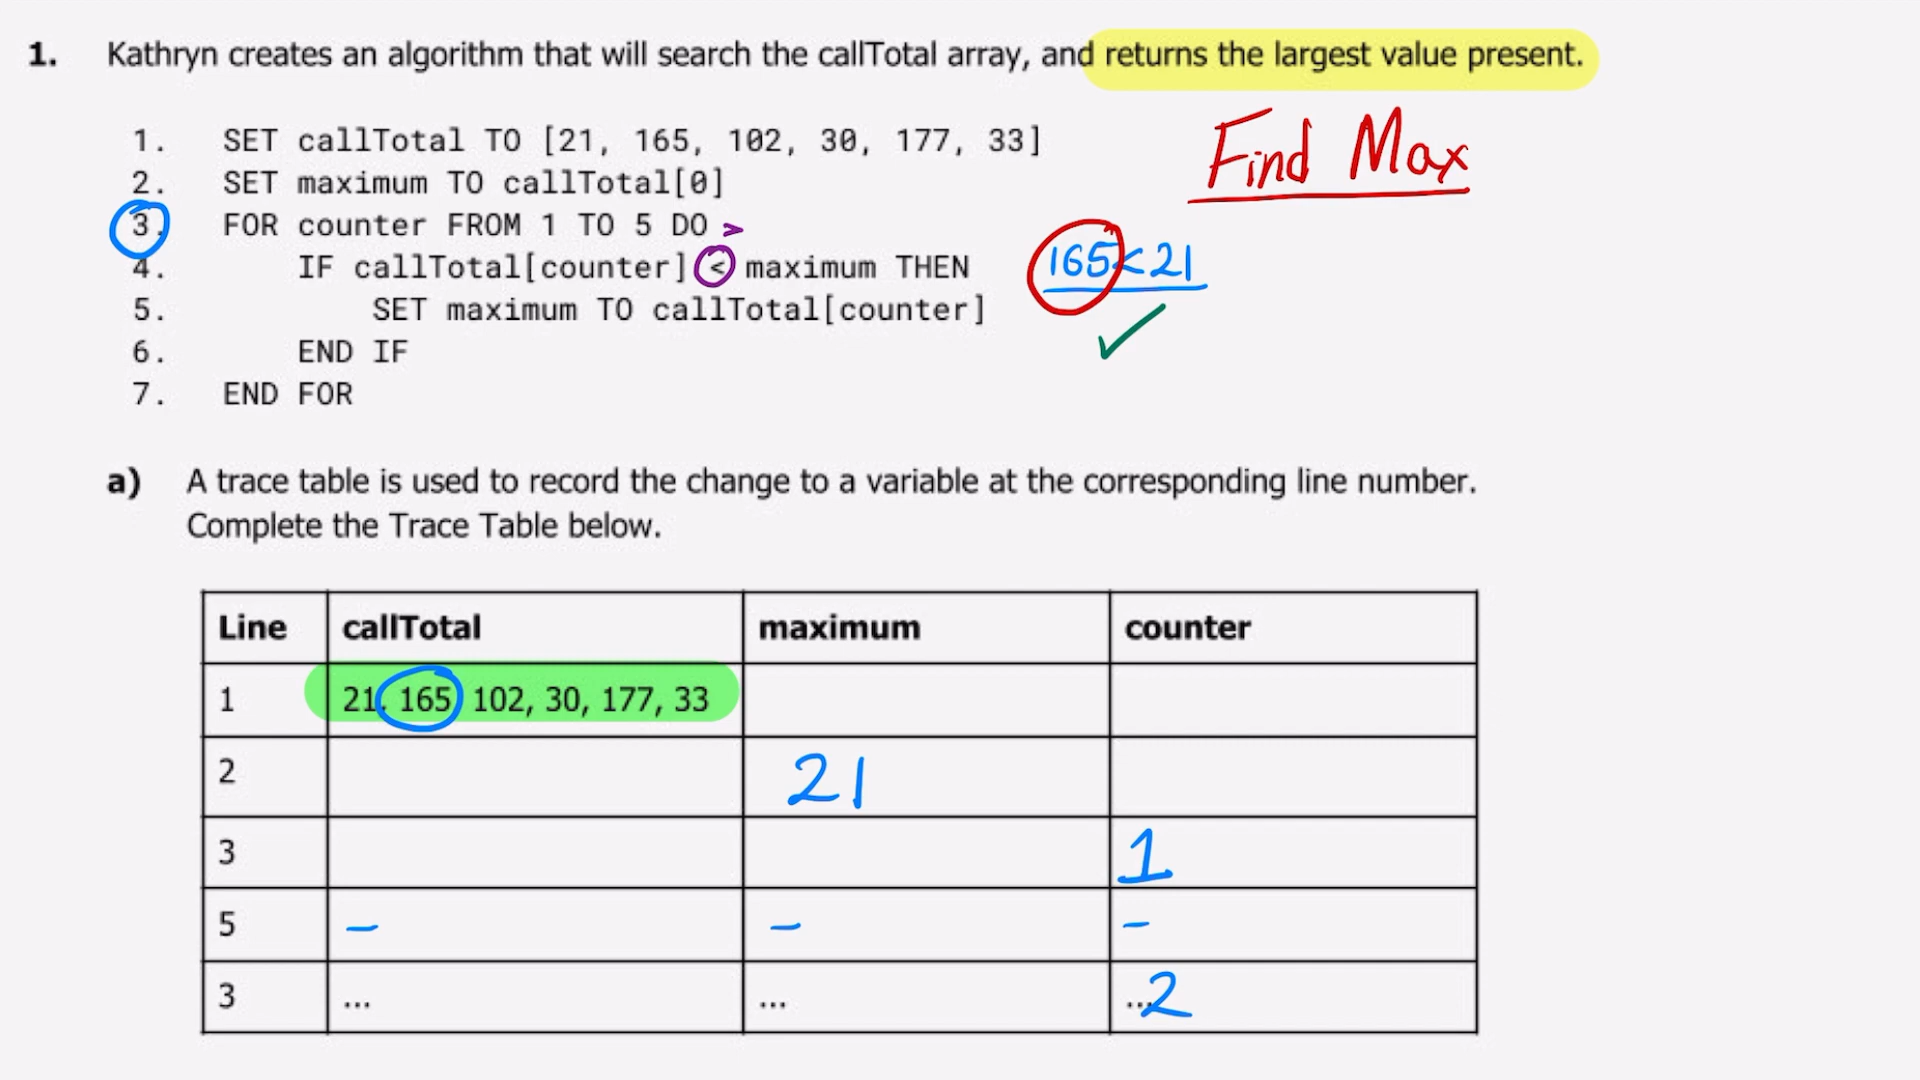 1. Kathryn creates an algorithm that will search the callTotal array, and returns the largest value present.
Find Max
1. SET callTotal TO [21, 165, 102, 30, 177, 33]
2. SET maximum TO callTotal[0]
3. FOR counter FROM 1 TO 5 DO
>
4. IF callTotal[counter] < maximum THEN
165<21
5. SET maximum TO callTotal[counter]
✓
6. END IF
7. END FOR
a) A trace table is used to record the change to a variable at the corresponding line number.
Complete the Trace Table below.
Line callTotal maximum counter
1 21, 165, 102, 30, 177, 33
2 21
3 1
5 – – –
3 ... ... ...2